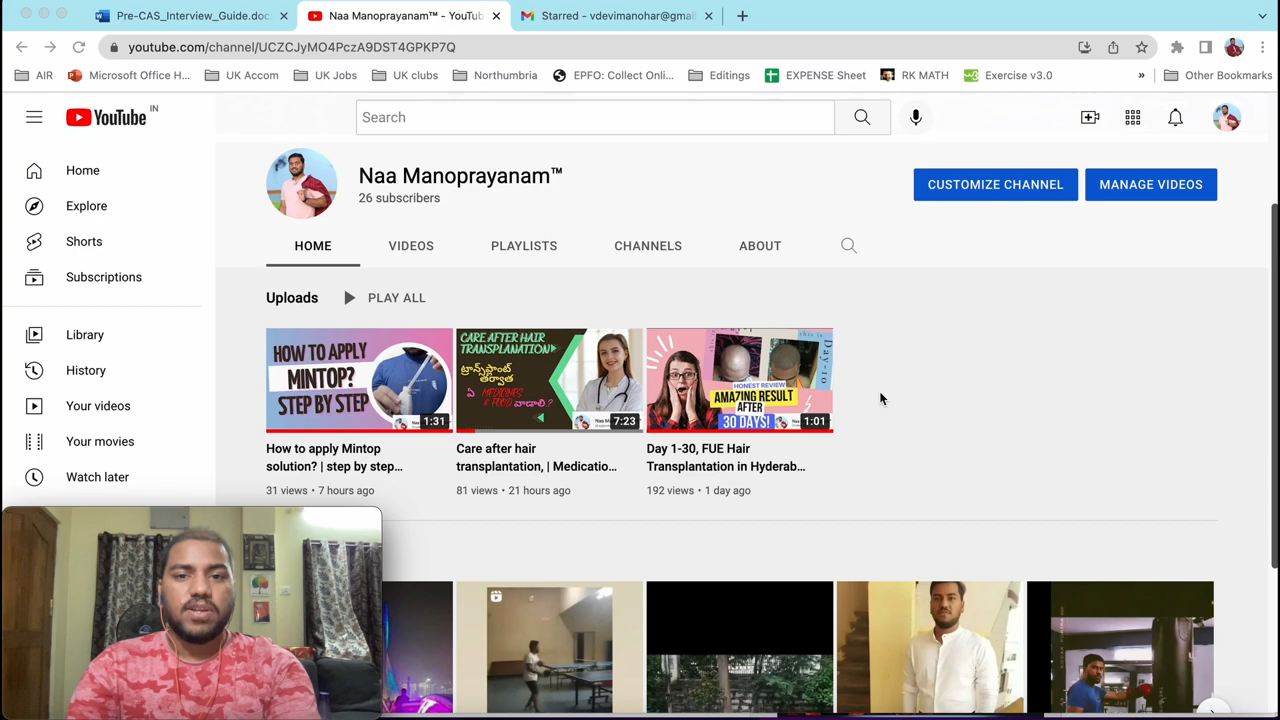 Pre-CAS_Interview_Guide.doc
Naa Manoprayanam™ - YouTub
Starred - vdevimanohar@gmai
youtube.com/channel/UCZCJyMO4PczA9DST4GPKP7Q
AIR
Microsoft Office H...
UK Accom
UK Jobs
UK clubs
Northumbria
EPFO: Collect Onli...
Editings
EXPENSE Sheet
RK MATH
Exercise v3.0
»
Other Bookmarks
YouTube IN
Search
Home
Explore
Shorts
Subscriptions
Library
History
Your videos
Your movies
Watch later
Naa Manoprayanam™
26 subscribers
CUSTOMIZE CHANNEL
MANAGE VIDEOS
HOME
VIDEOS
PLAYLISTS
CHANNELS
ABOUT
Uploads
PLAY ALL
HOW TO APPLY
MINTOP?
STEP BY STEP
1:31
How to apply Mintop
solution? | step by step...
31 views • 7 hours ago
CARE AFTER HAIR
TRANSPLANATION
ట్రాన్స్‌ప్లాంట్
తర్వాత
ఏ MEDICINES
& FOOD వాడాలి?
7:23
Care after hair
transplantation, | Medicatio...
81 views • 21 hours ago
HONEST REVIEW
AMAZING RESULT
AFTER
30 DAYS!
1:01
Day 1-30, FUE Hair
Transplantation in Hyderab...
192 views • 1 day ago